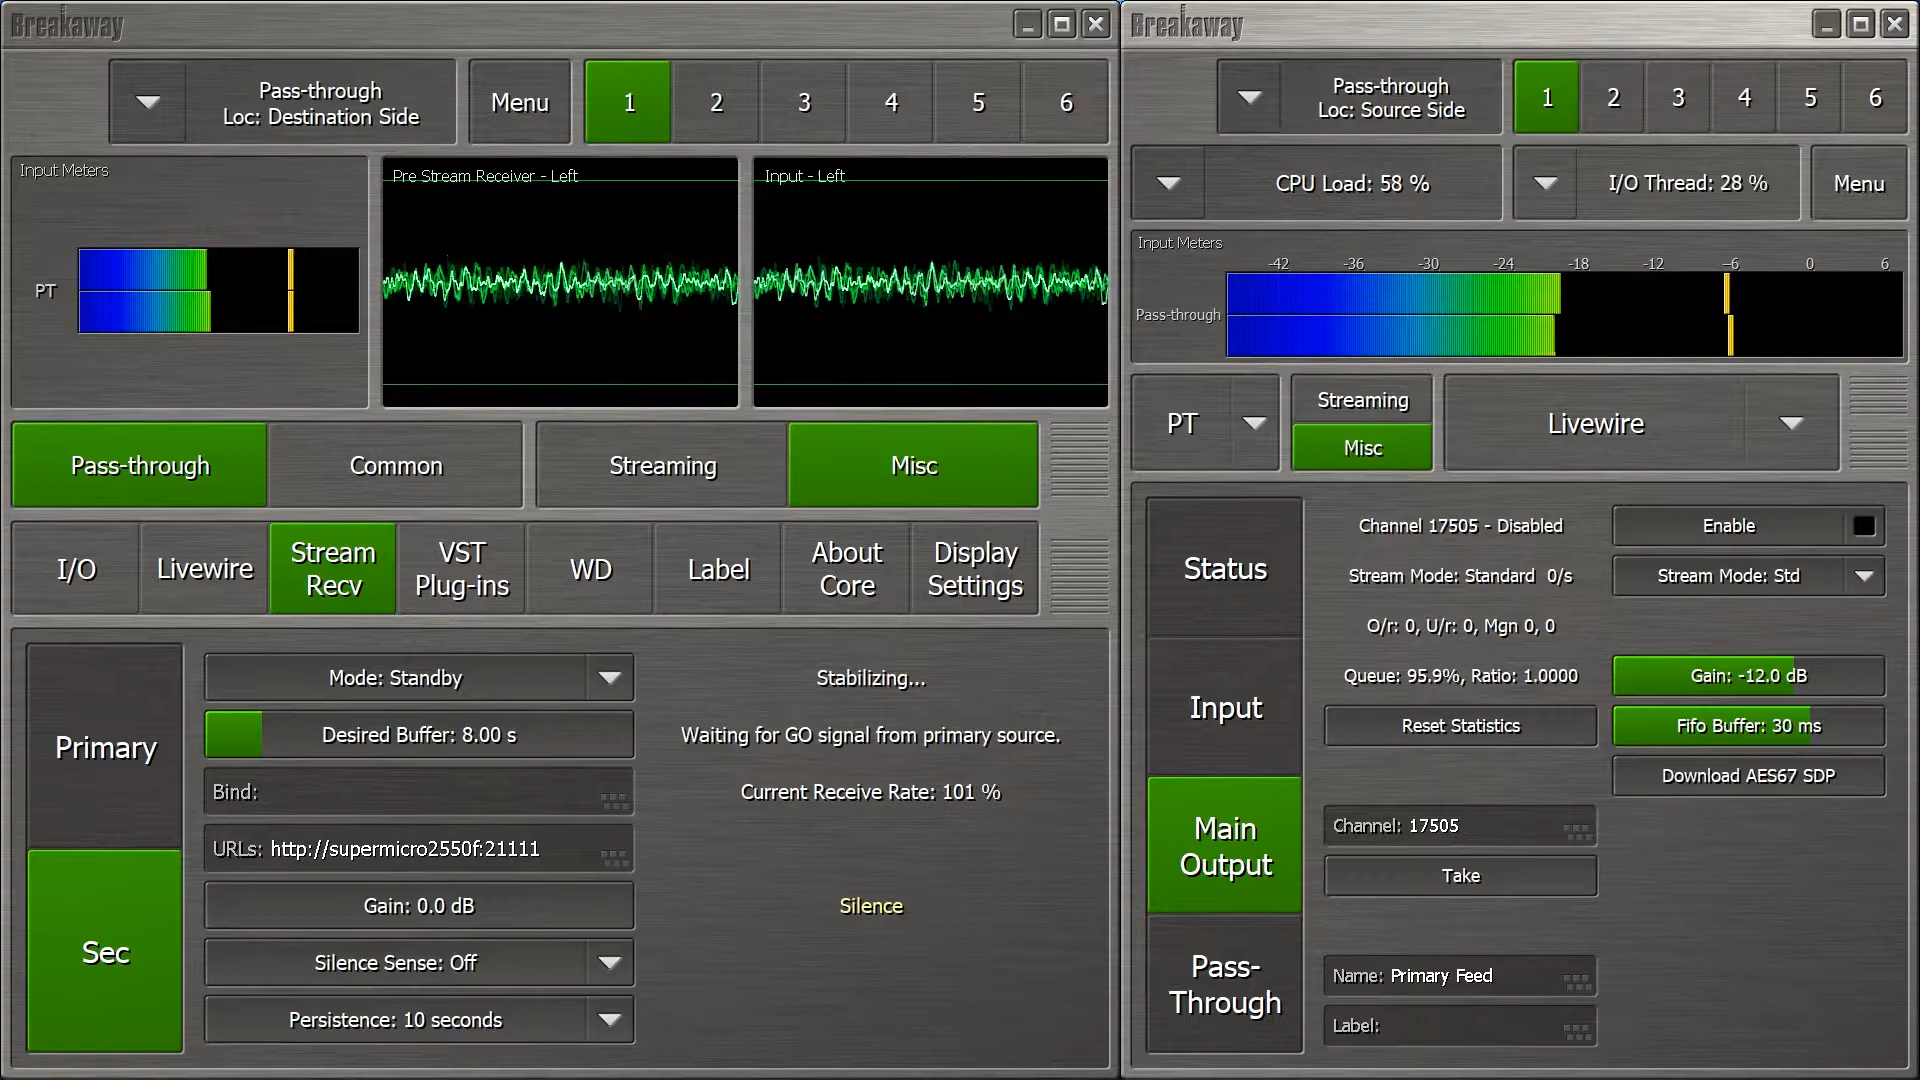 Breakaway
Pass-through
Loc: Destination Side
Menu
1
2
3
4
5
6
Input Meters
PT
Pre Stream Receiver - Left
Input - Left
Pass-through
Common
Streaming
Misc
I/O
Livewire
Stream
Recv
VST
Plug-ins
WD
Label
About
Core
Display
Settings
Primary
Sec
Mode: Standby
Desired Buffer: 8.00 s
Bind:
URLs: http://supermicro2550f:21111
Gain: 0.0 dB
Silence Sense: Off
Persistence: 10 seconds
Stabilizing...
Waiting for GO signal from primary source.
Current Receive Rate: 101 %
Silence
Breakaway
Pass-through
Loc: Source Side
1
2
3
4
5
6
CPU Load: 58 %
I/O Thread: 28 %
Menu
Input Meters
-42 -36 -30 -24 -18 -12 -6 0 6
Pass-through
PT
Streaming
Misc
Livewire
Status
Input
Main
Output
Pass-
Through
Channel 17505 - Disabled
Enable
Stream Mode: Standard 0/s
Stream Mode: Std
O/r: 0, U/r: 0, Mgn 0, 0
Queue: 95.9%, Ratio: 1.0000
Gain: -12.0 dB
Reset Statistics
Fifo Buffer: 30 ms
Download AES67 SDP
Channel: 17505
Take
Name: Primary Feed
Label: